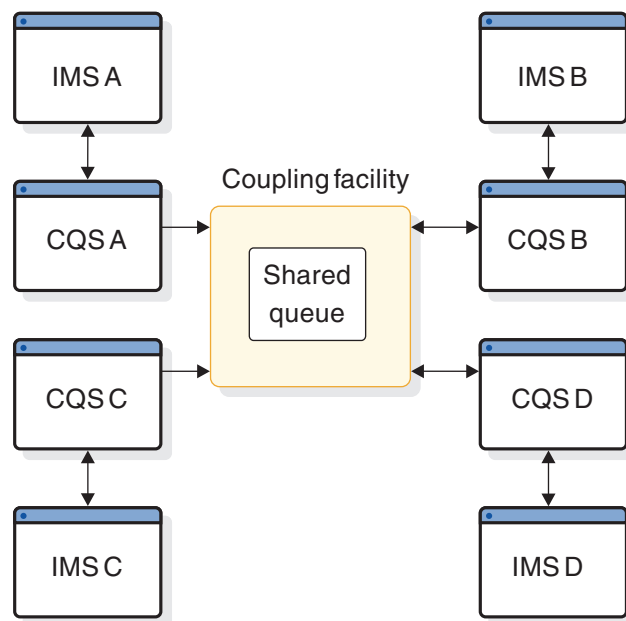 IMS A
IMS B
Coupling facility
CQS A
CQS B
Shared
queue
CQS C
CQS D
IMS C
IMS D